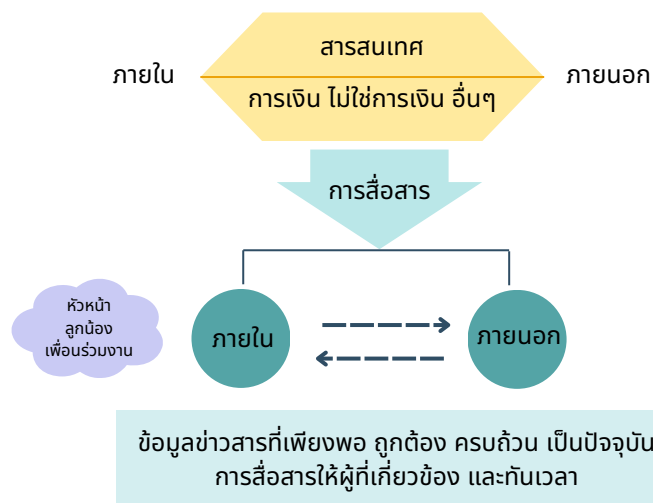 สารสนเทศ
ภายใน
ภายนอก
การเงิน ไม่ใช่การเงิน อื่นๆ
การสื่อสาร
หัวหน้า
ลูกน้อง
เพื่อนร่วมงาน
ภายใน
ภายนอก
ข้อมูลข่าวสารที่เพียงพอ ถูกต้อง ครบถ้วน เป็นปัจจุบัน
การสื่อสารให้ผู้ที่เกี่ยวข้อง และทันเวลา